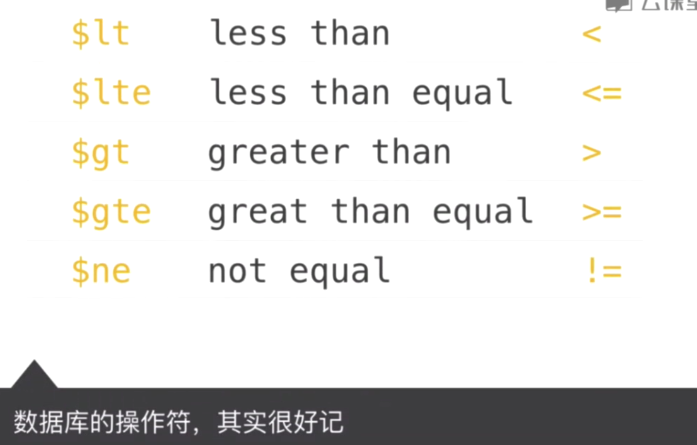 $lt less than <
$lte less than equal <=
$gt greater than >
$gte great than equal >=
$ne not equal !=
数据库的操作符，其实很好记